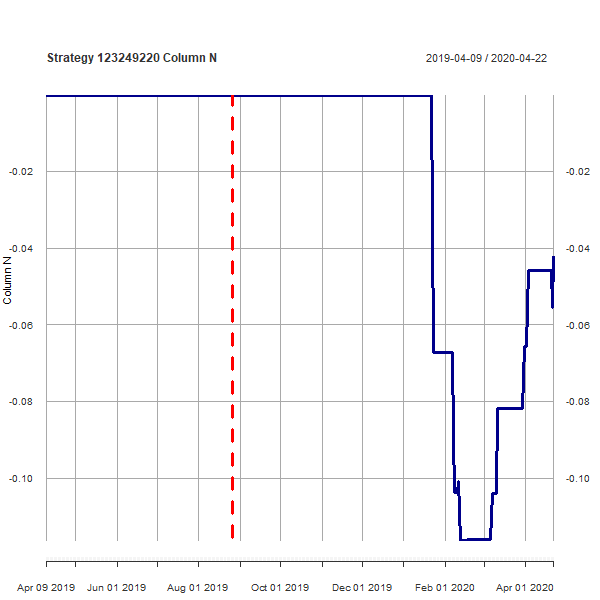 Strategy 123249220 Column N
2019-04-09 / 2020-04-22
-0.02 -0.02
-0.04 -0.04
Column N
-0.06 -0.06
-0.08 -0.08
-0.10 -0.10
Apr 09 2019 Jun 01 2019 Aug 01 2019 Oct 01 2019 Dec 01 2019 Feb 01 2020 Apr 01 2020